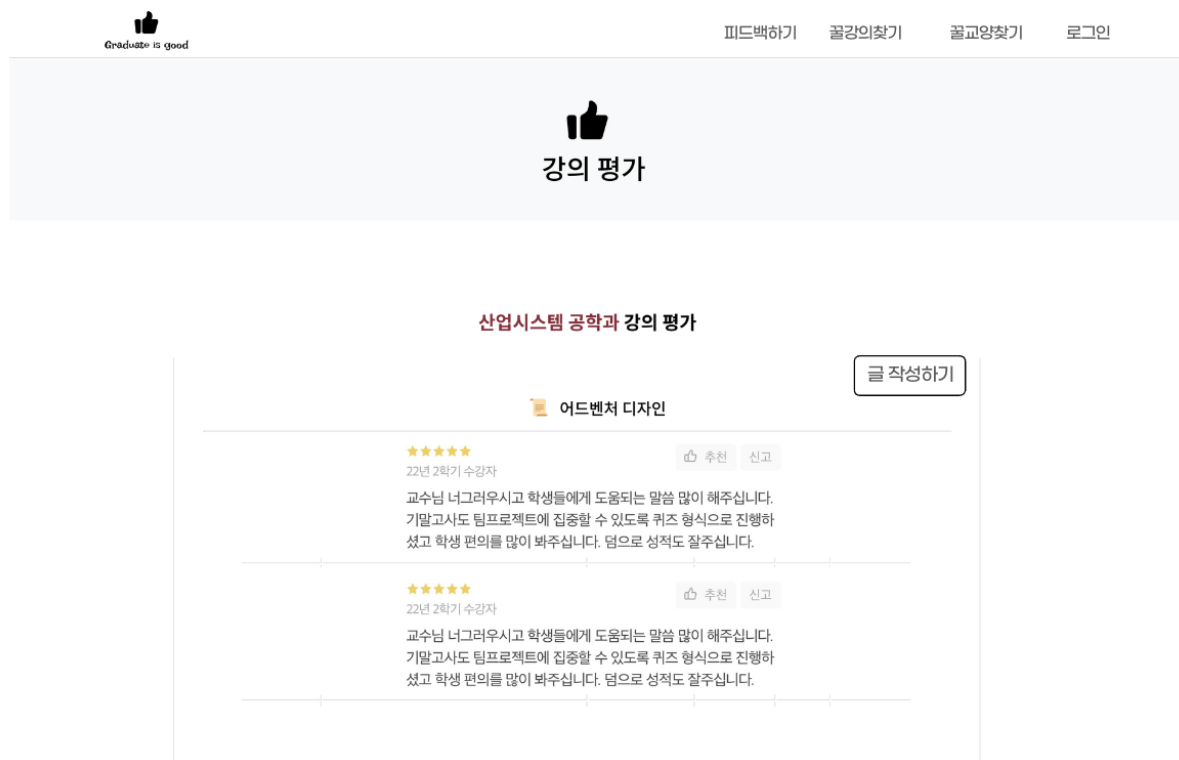 Graduate is good
피드백하기 꿀강의찾기 꿀교양찾기 로그인
강의 평가
산업시스템 공학과 강의 평가
글 작성하기
어드벤처 디자인
추천 신고
22년 2학기 수강자
교수님 너그러우시고 학생들에게 도움되는 말씀 많이 해주십니다.
기말고사도 팀프로젝트에 집중할 수 있도록 퀴즈 형식으로 진행하
셨고 학생 편의를 많이 봐주십니다. 덤으로 성적도 잘주십니다.
추천 신고
22년 2학기 수강자
교수님 너그러우시고 학생들에게 도움되는 말씀 많이 해주십니다.
기말고사도 팀프로젝트에 집중할 수 있도록 퀴즈 형식으로 진행하
셨고 학생 편의를 많이 봐주십니다. 덤으로 성적도 잘주십니다.